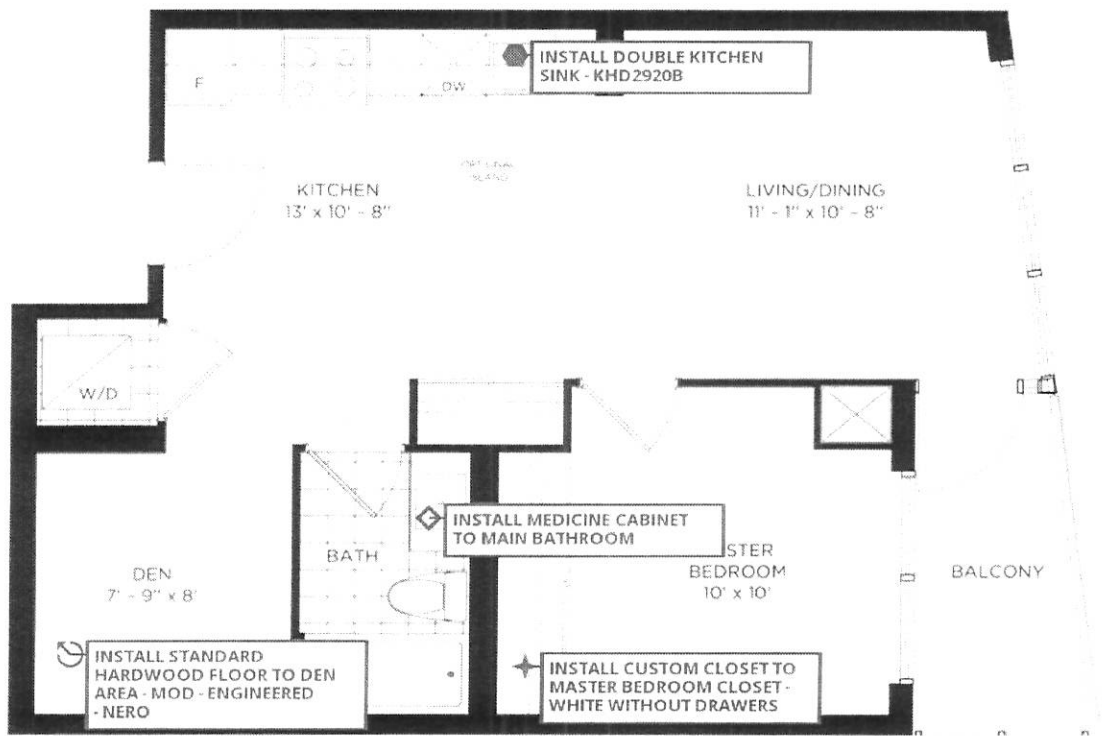 INSTALL DOUBLE KITCHEN
SINK - KHD2920B
F
DW
KITCHEN
13' x 10' - 8"
LIVING/DINING
11' - 1" x 10' - 8"
W/D
INSTALL MEDICINE CABINET
TO MAIN BATHROOM
BATH
STER
BEDROOM
10' x 10'
BALCONY
DEN
7' - 9" x 8'
INSTALL STANDARD
HARDWOOD FLOOR TO DEN
AREA - MOD - ENGINEERED
- NERO
INSTALL CUSTOM CLOSET TO
MASTER BEDROOM CLOSET -
WHITE WITHOUT DRAWERS